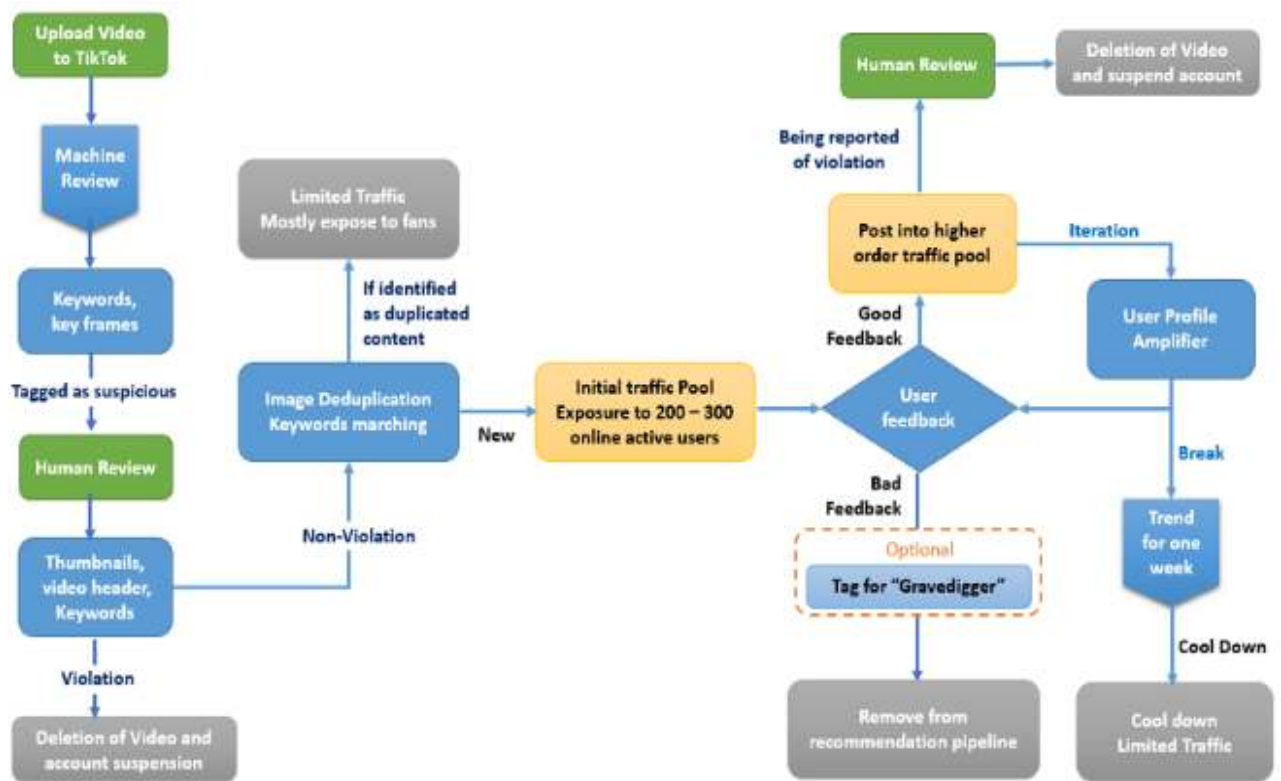 Upload Video
to TikTok
Machine
Review
Keywords,
key frames
Tagged as suspicious
Human Review
Thumbnails,
video header,
Keywords
Violation
Deletion of Video and
account suspension
Non-Violation
Image Deduplication
Keywords marching
If identified
as duplicated
content
Limited Traffic
Mostly expose to fans
New
Initial traffic Pool
Exposure to 200 – 300
online active users
User
feedback
Good
Feedback
Post into higher
order traffic pool
Being reported
of violation
Human Review
Deletion of Video
and suspend account
Iteration
User Profile
Amplifier
Break
Trend
for one
week
Cool Down
Cool down
Limited Traffic
Bad
Feedback
Optional
Tag for “Gravedigger”
Remove from
recommendation pipeline